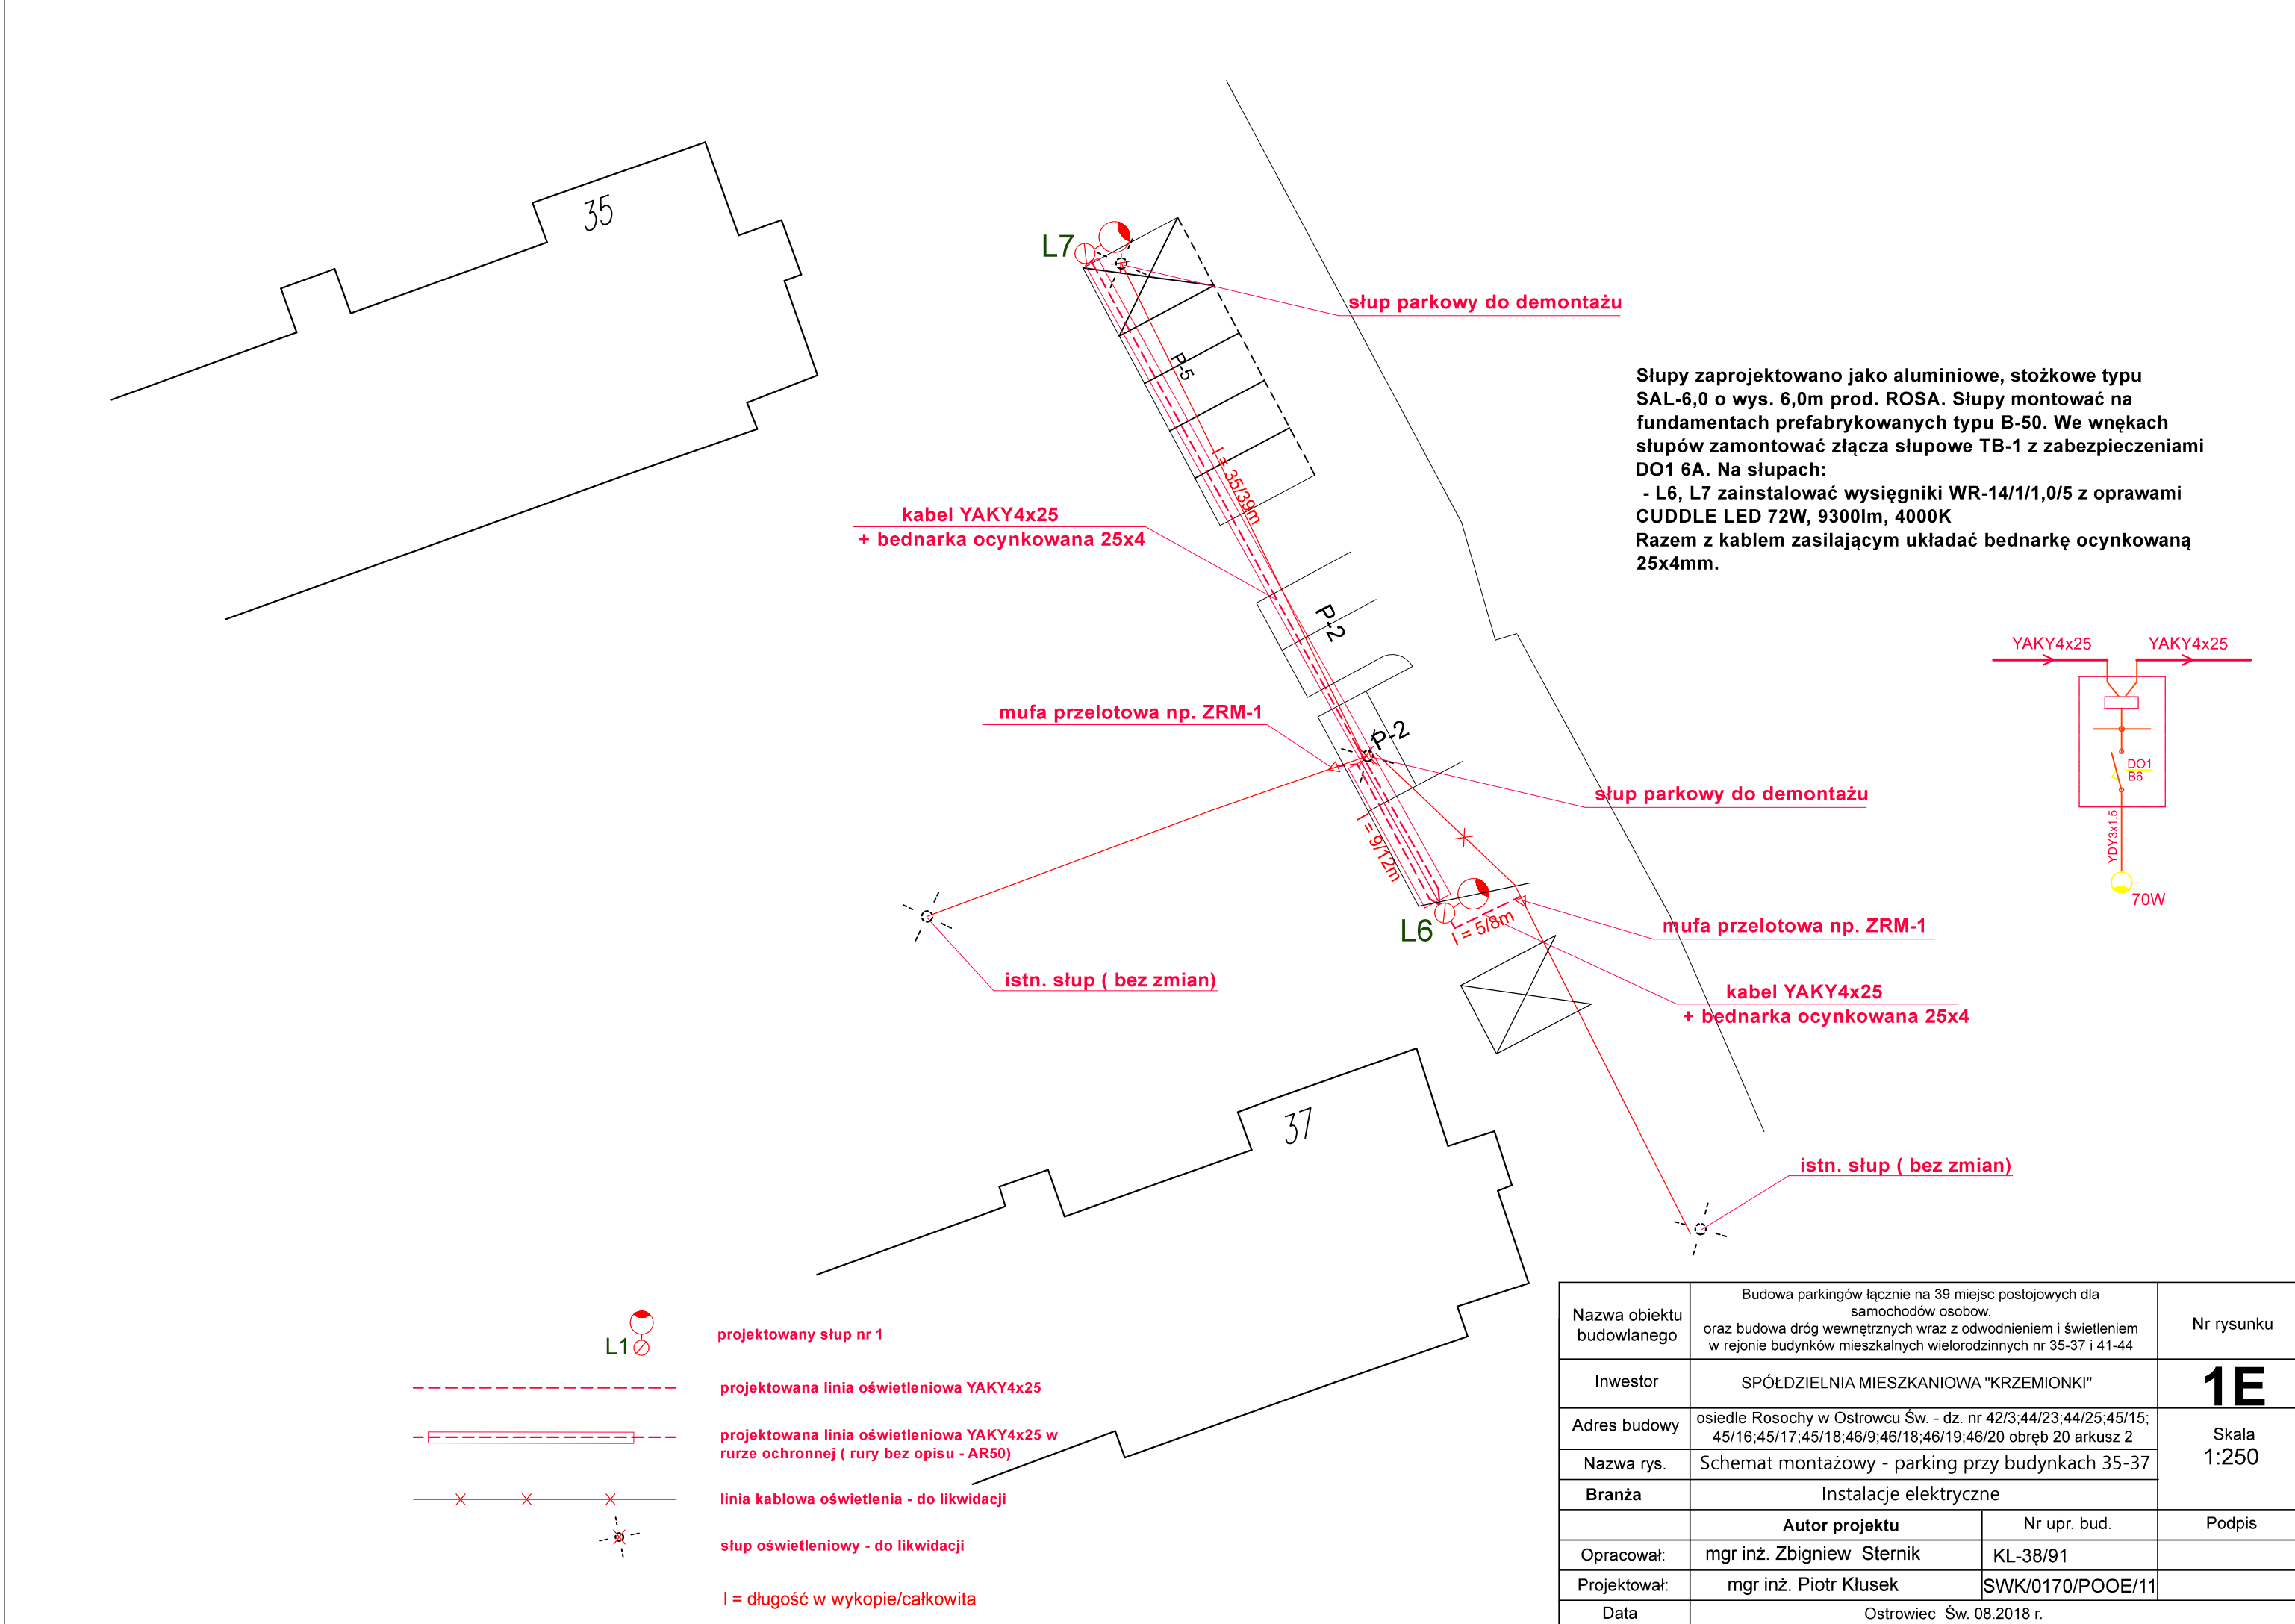 35
L7
słup parkowy do demontażu
P-5
Słupy zaprojektowano jako aluminiowe, stożkowe typu
SAL-6,0 o wys. 6,0m prod. ROSA. Słupy montować na
fundamentach prefabrykowanych typu B-50. We wnękach
słupów zamontować złącza słupowe TB-1 z zabezpieczeniami
DO1 6A. Na słupach:
- L6, L7 zainstalować wysięgniki WR-14/1/1,0/5 z oprawami
CUDDLE LED 72W, 9300lm, 4000K
Razem z kablem zasilającym układać bednarkę ocynkowaną
25x4mm.
l = 35/39m
kabel YAKY4x25
+ bednarka ocynkowana 25x4
P-2
YAKY4x25 YAKY4x25
mufa przelotowa np. ZRM-1
P-2
DO1
B6
słup parkowy do demontażu
YDY3x1,5
l = 9/12m
70W
L6
l = 5/8m
mufa przelotowa np. ZRM-1
istn. słup ( bez zmian)
kabel YAKY4x25
+ bednarka ocynkowana 25x4
37
istn. słup ( bez zmian)
L1
projektowany słup nr 1
projektowana linia oświetleniowa YAKY4x25
projektowana linia oświetleniowa YAKY4x25 w
rurze ochronnej ( rury bez opisu - AR50)
linia kablowa oświetlenia - do likwidacji
słup oświetleniowy - do likwidacji
l = długość w wykopie/całkowita
Nazwa obiektu
budowlanego
Budowa parkingów łącznie na 39 miejsc postojowych dla
samochodów osobow.
oraz budowa dróg wewnętrznych wraz z odwodnieniem i świetleniem
w rejonie budynków mieszkalnych wielorodzinnych nr 35-37 i 41-44
Nr rysunku
Inwestor
SPÓŁDZIELNIA MIESZKANIOWA "KRZEMIONKI"
1E
Adres budowy
osiedle Rosochy w Ostrowcu Św. - dz. nr 42/3;44/23;44/25;45/15;
45/16;45/17;45/18;46/9;46/18;46/19;46/20 obręb 20 arkusz 2
Skala
1:250
Nazwa rys.
Schemat montażowy - parking przy budynkach 35-37
Branża
Instalacje elektryczne
Autor projektu
Nr upr. bud.
Podpis
Opracował:
mgr inż. Zbigniew Sternik
KL-38/91
Projektował:
mgr inż. Piotr Kłusek
SWK/0170/POOE/11
Data
Ostrowiec Św. 08.2018 r.